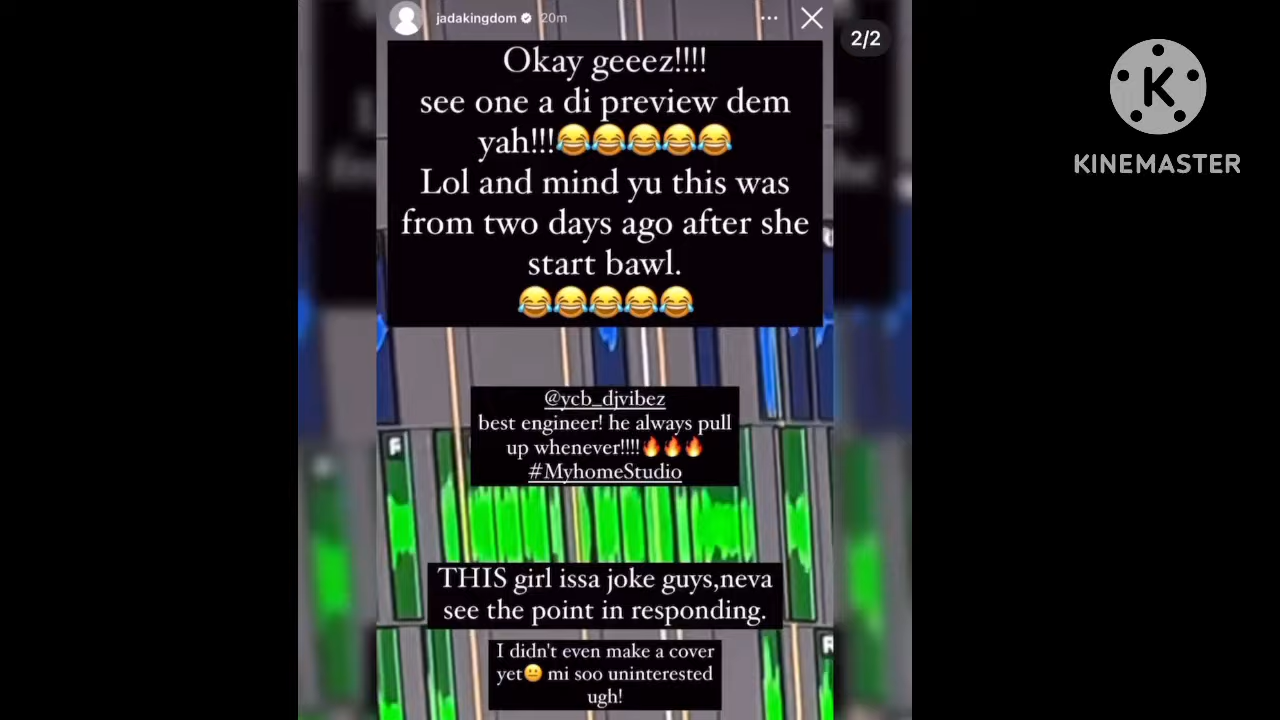 jadakingdom 20m
2/2
Okay geeez!!!!
see one a di preview dem
yah!!!😂😂😂😂😂
Lol and mind yu this was
from two days ago after she
start bawl.
😂😂😂😂😂
@ycb_djvibez
best engineer! he always pull
up whenever!!!!🔥🔥🔥
#MyhomeStudio
THIS girl issa joke guys,neva
see the point in responding.
I didn't even make a cover
yet😐 mi soo uninterested
ugh!
K
KINEMASTER